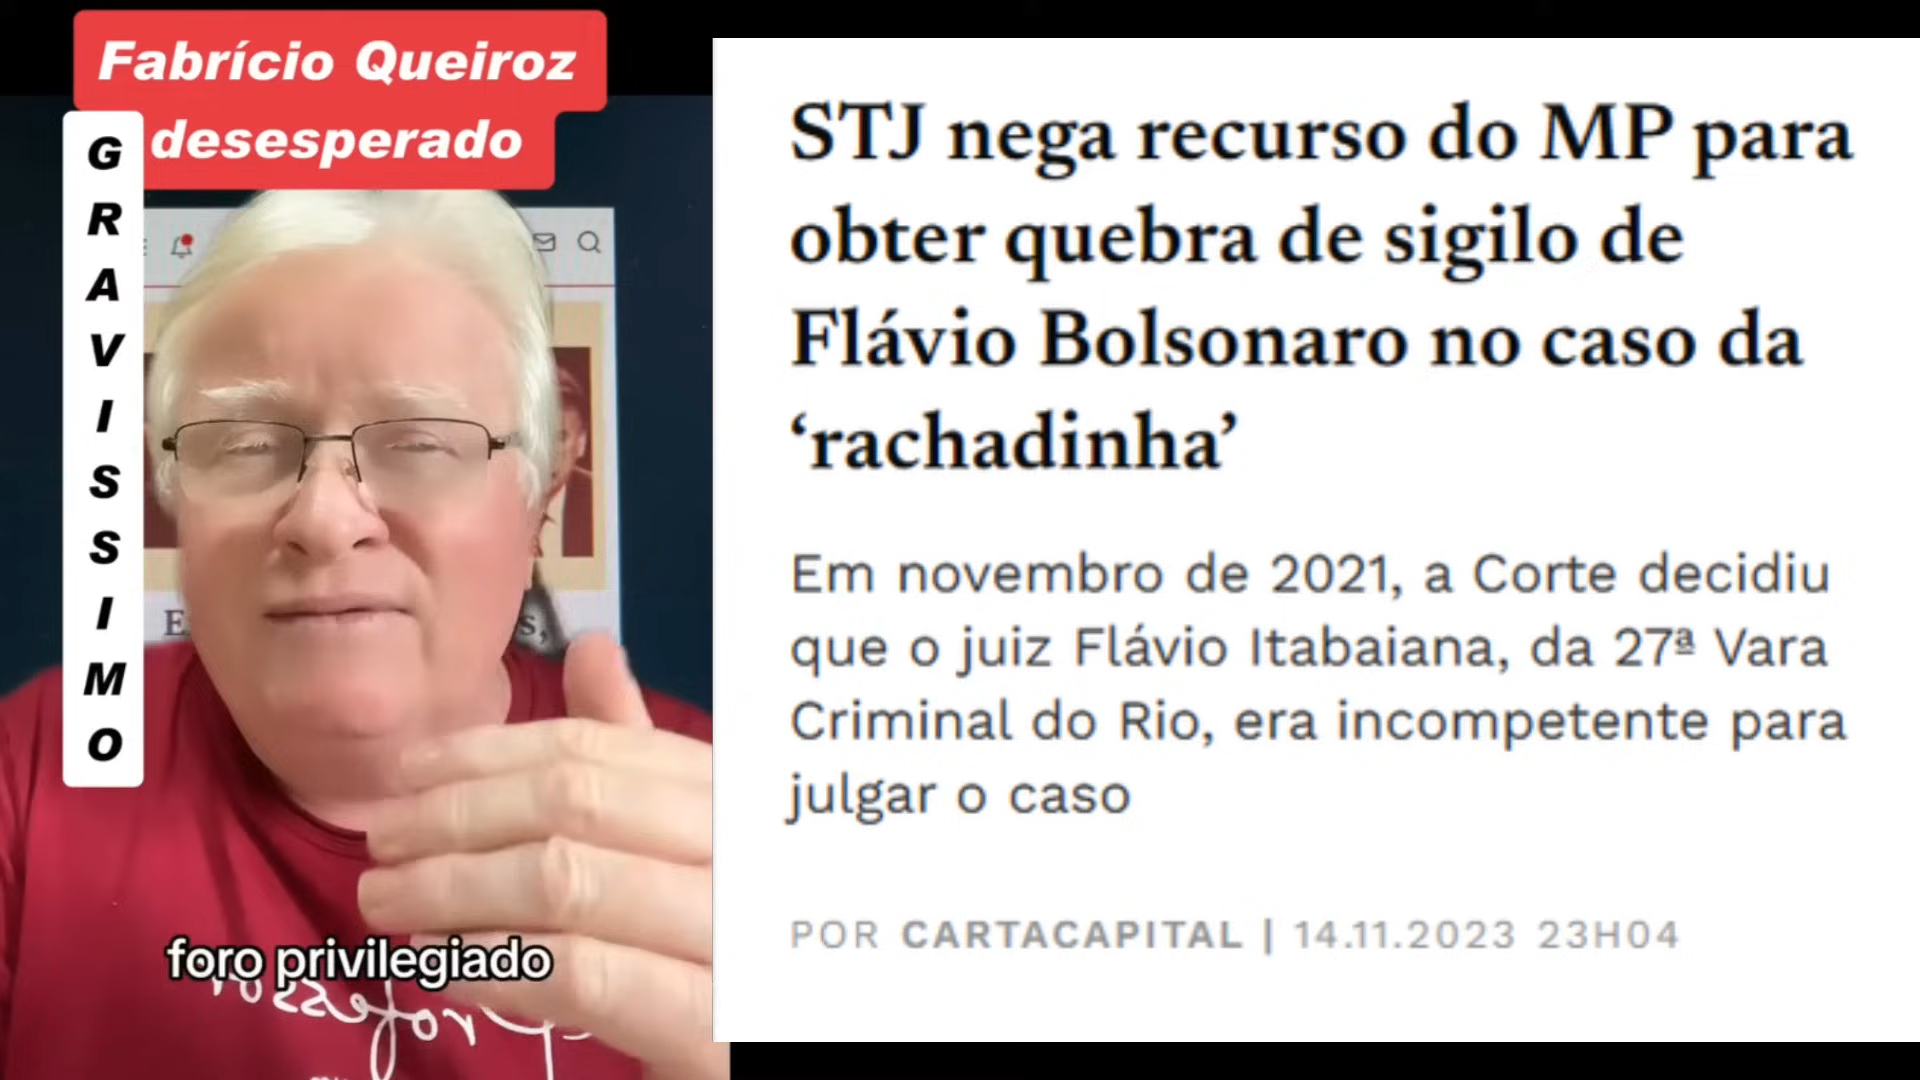 Fabrício Queiroz
desesperado
GRAVISSIMO
foro privilegiado
Professor
STJ nega recurso do MP para
obter quebra de sigilo de
Flávio Bolsonaro no caso da
‘rachadinha’
Em novembro de 2021, a Corte decidiu
que o juiz Flávio Itabaiana, da 27ª Vara
Criminal do Rio, era incompetente para
julgar o caso
POR CARTACAPITAL | 14.11.2023 23H04